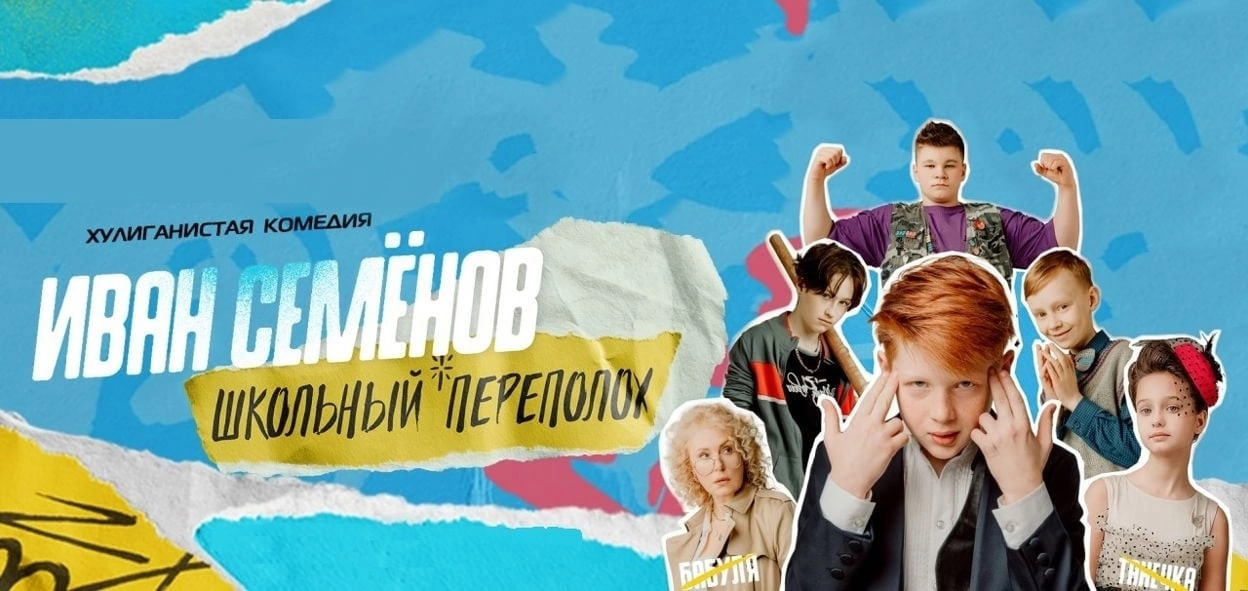 ХУЛИГАНИСТАЯ КОМЕДИЯ
ИВАН СЕМЁНОВ
ШКОЛЬНЫЙ ПЕРЕПОЛОХ
БАБУЛЯ
ТАНЕЧКА